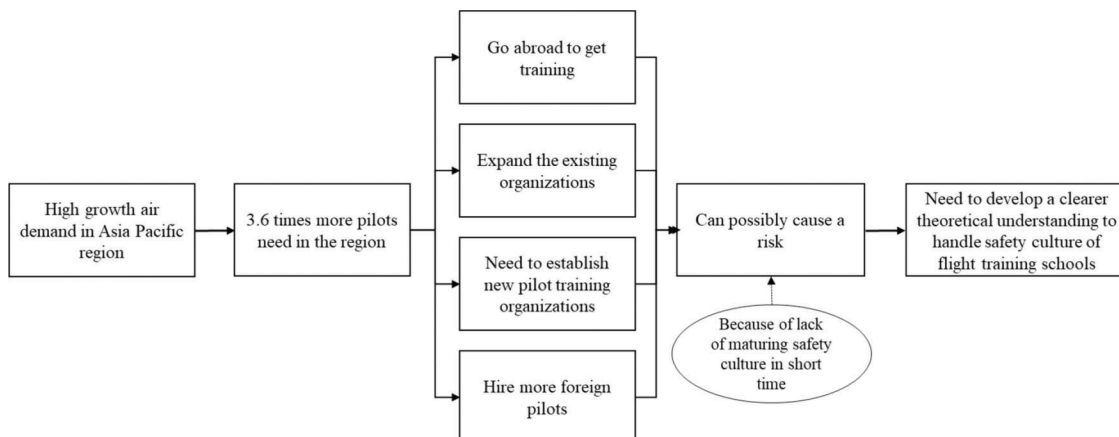 High growth air
demand in Asia Pacific
region
3.6 times more pilots
need in the region
Go abroad to get
training
Expand the existing
organizations
Need to establish
new pilot training
organizations
Hire more foreign
pilots
Can possibly cause a
risk
Because of lack
of maturing safety
culture in short
time
Need to develop a clearer
theoretical understanding to
handle safety culture of
flight training schools